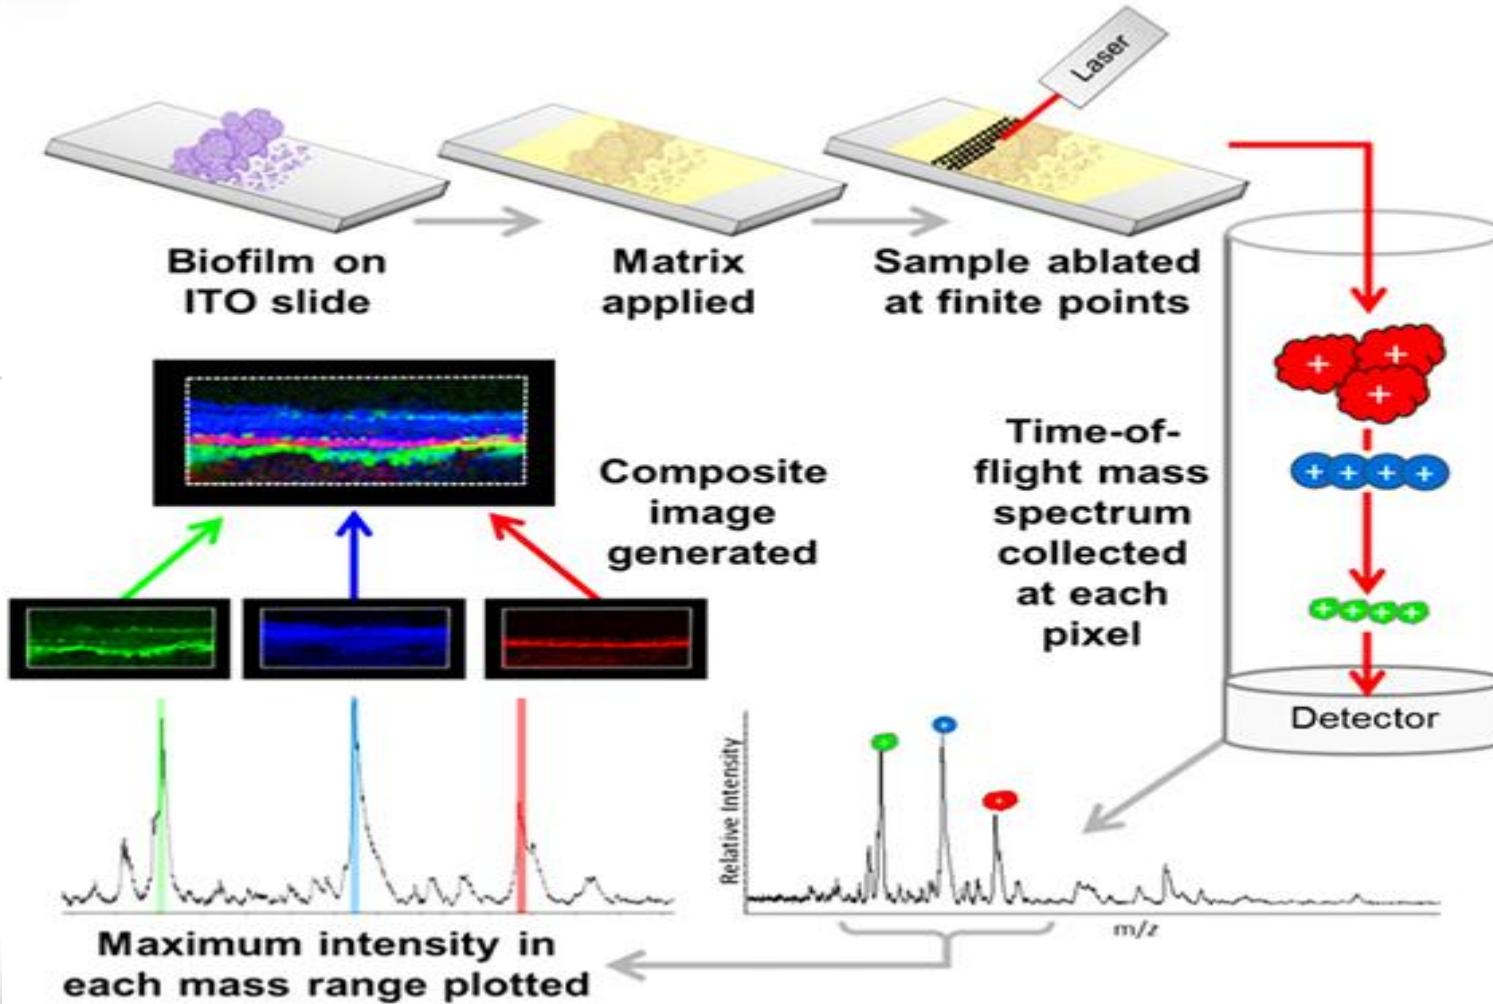 Laser
Biofilm on
ITO slide
Matrix
applied
Sample ablated
at finite points
Time-of-
flight mass
spectrum
collected
at each
pixel
+ + +
+ + + +
+ + + +
Detector
Composite
image
generated
Relative Intensity
+ + +
m/z
Maximum intensity in
each mass range plotted